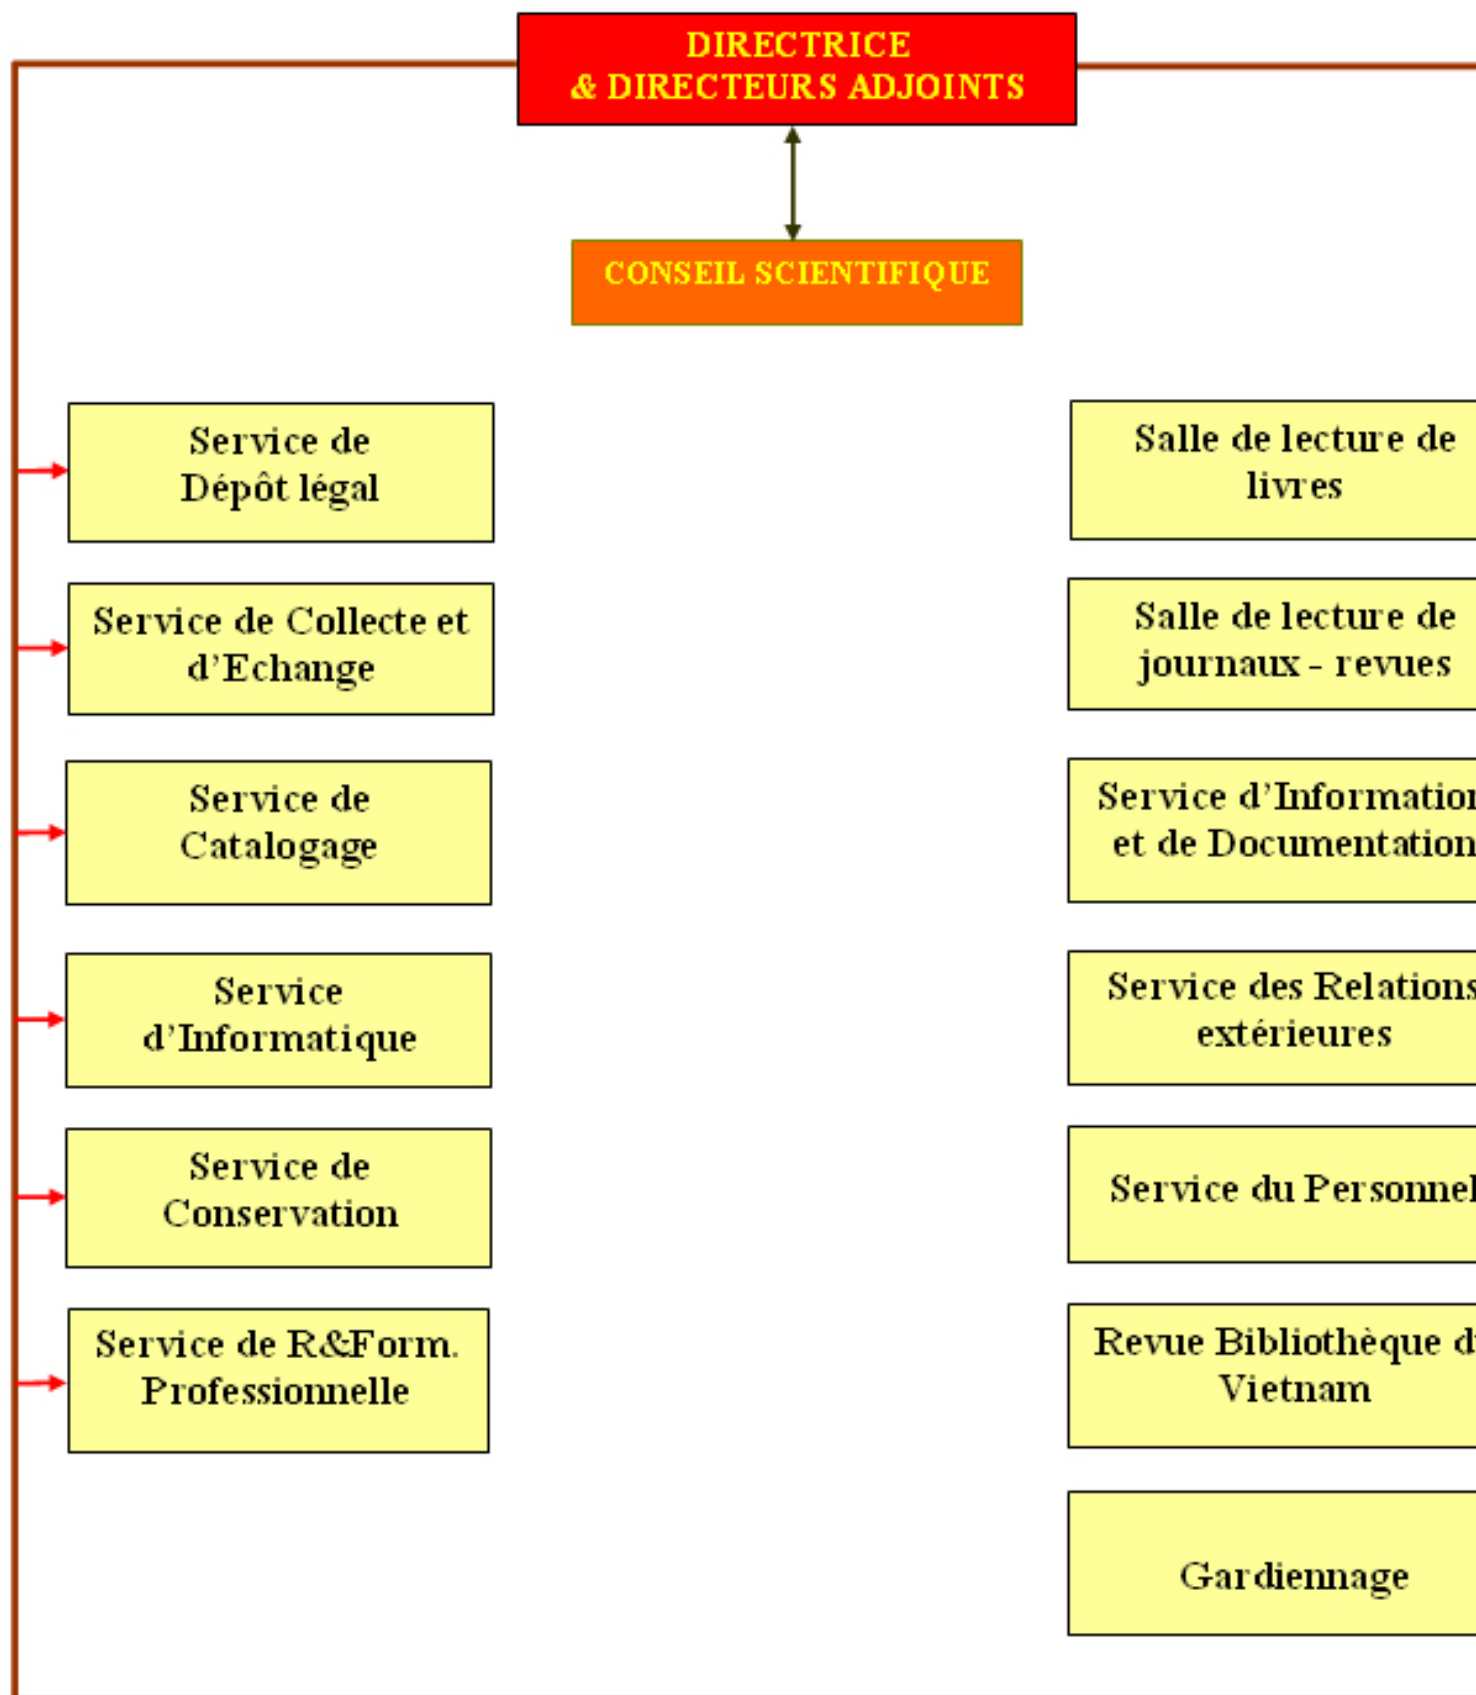 DIRECTRICE
& DIRECTEURS ADJOINTS
CONSEIL SCIENTIFIQUE
Service de
Dépôt légal
Service de Collecte et
d’Echange
Service de
Catalogage
Service
d’Informatique
Service de
Conservation
Service de R&Form.
Professionnelle
Salle de lecture de
livres
Salle de lecture de
journaux - revues
Service d’Information
et de Documentation
Service des Relations
extérieures
Service du Personnel
Revue Bibliothèque du
Vietnam
Gardiennage